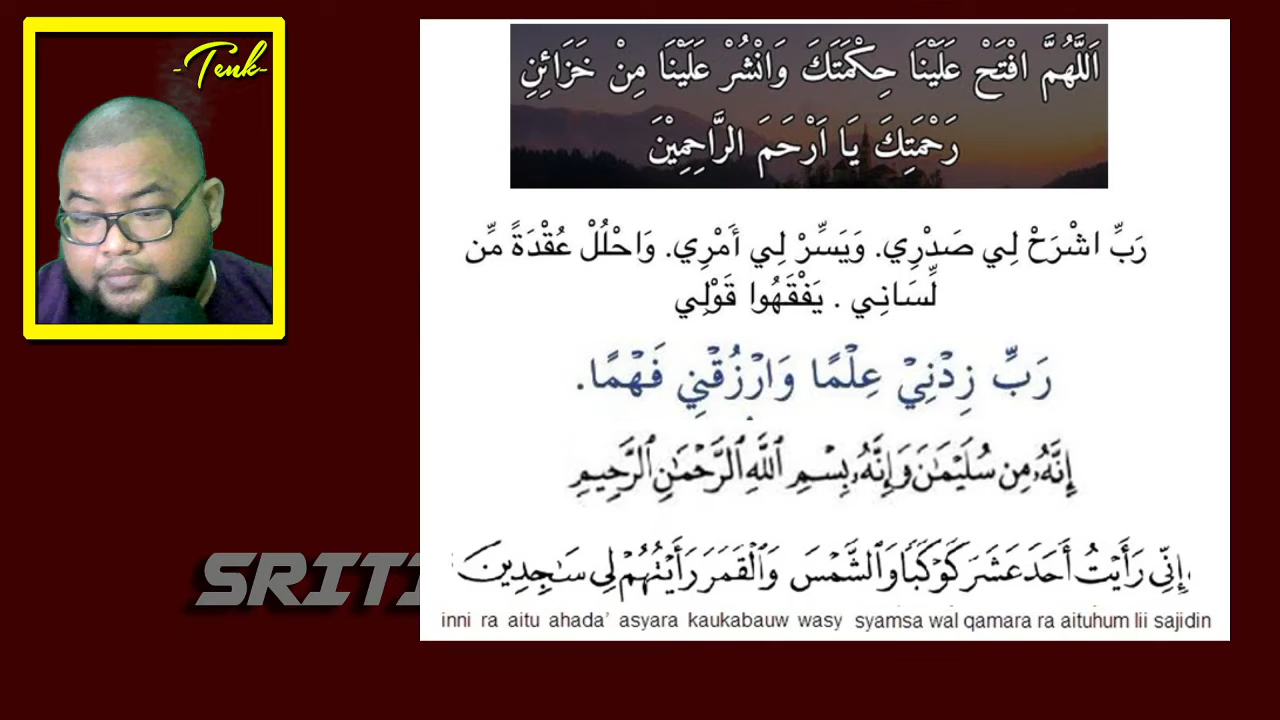 -Tenk-
اَللَّهُمَّ افْتَحْ عَلَيْنَا حِكْمَتَكَ وَانْشُرْ عَلَيْنَا مِنْ خَزَائِنِ
رَحْمَتِكَ يَا اَرْحَمَ الرَّاحِمِيْنَ
رَبِّ اشْرَحْ لِي صَدْرِي. وَيَسِّرْ لِي أَمْرِي. وَاحْلُلْ عُقْدَةً مِّن
لِّسَانِي . يَفْقَهُوا قَوْلِي
رَبِّ زِدْنِيْ عِلْمًا وَارْزُقْنِي فَهْمًا.
إِنَّهُۥ مِن سُلَيْمَٰنَ وَإِنَّهُۥ بِسْمِ ٱللَّهِ ٱلرَّحْمَٰنِ ٱلرَّحِيمِ
إِنِّى رَأَيْتُ أَحَدَ عَشَرَ كَوْكَبًا وَٱلشَّمْسَ وَٱلْقَمَرَ رَأَيْتُهُمْ لِى سَٰجِدِينَ
SRITI
inni ra aitu ahada’ asyara kaukabauw wasy syamsa wal qamara ra aituhum lii sajidin